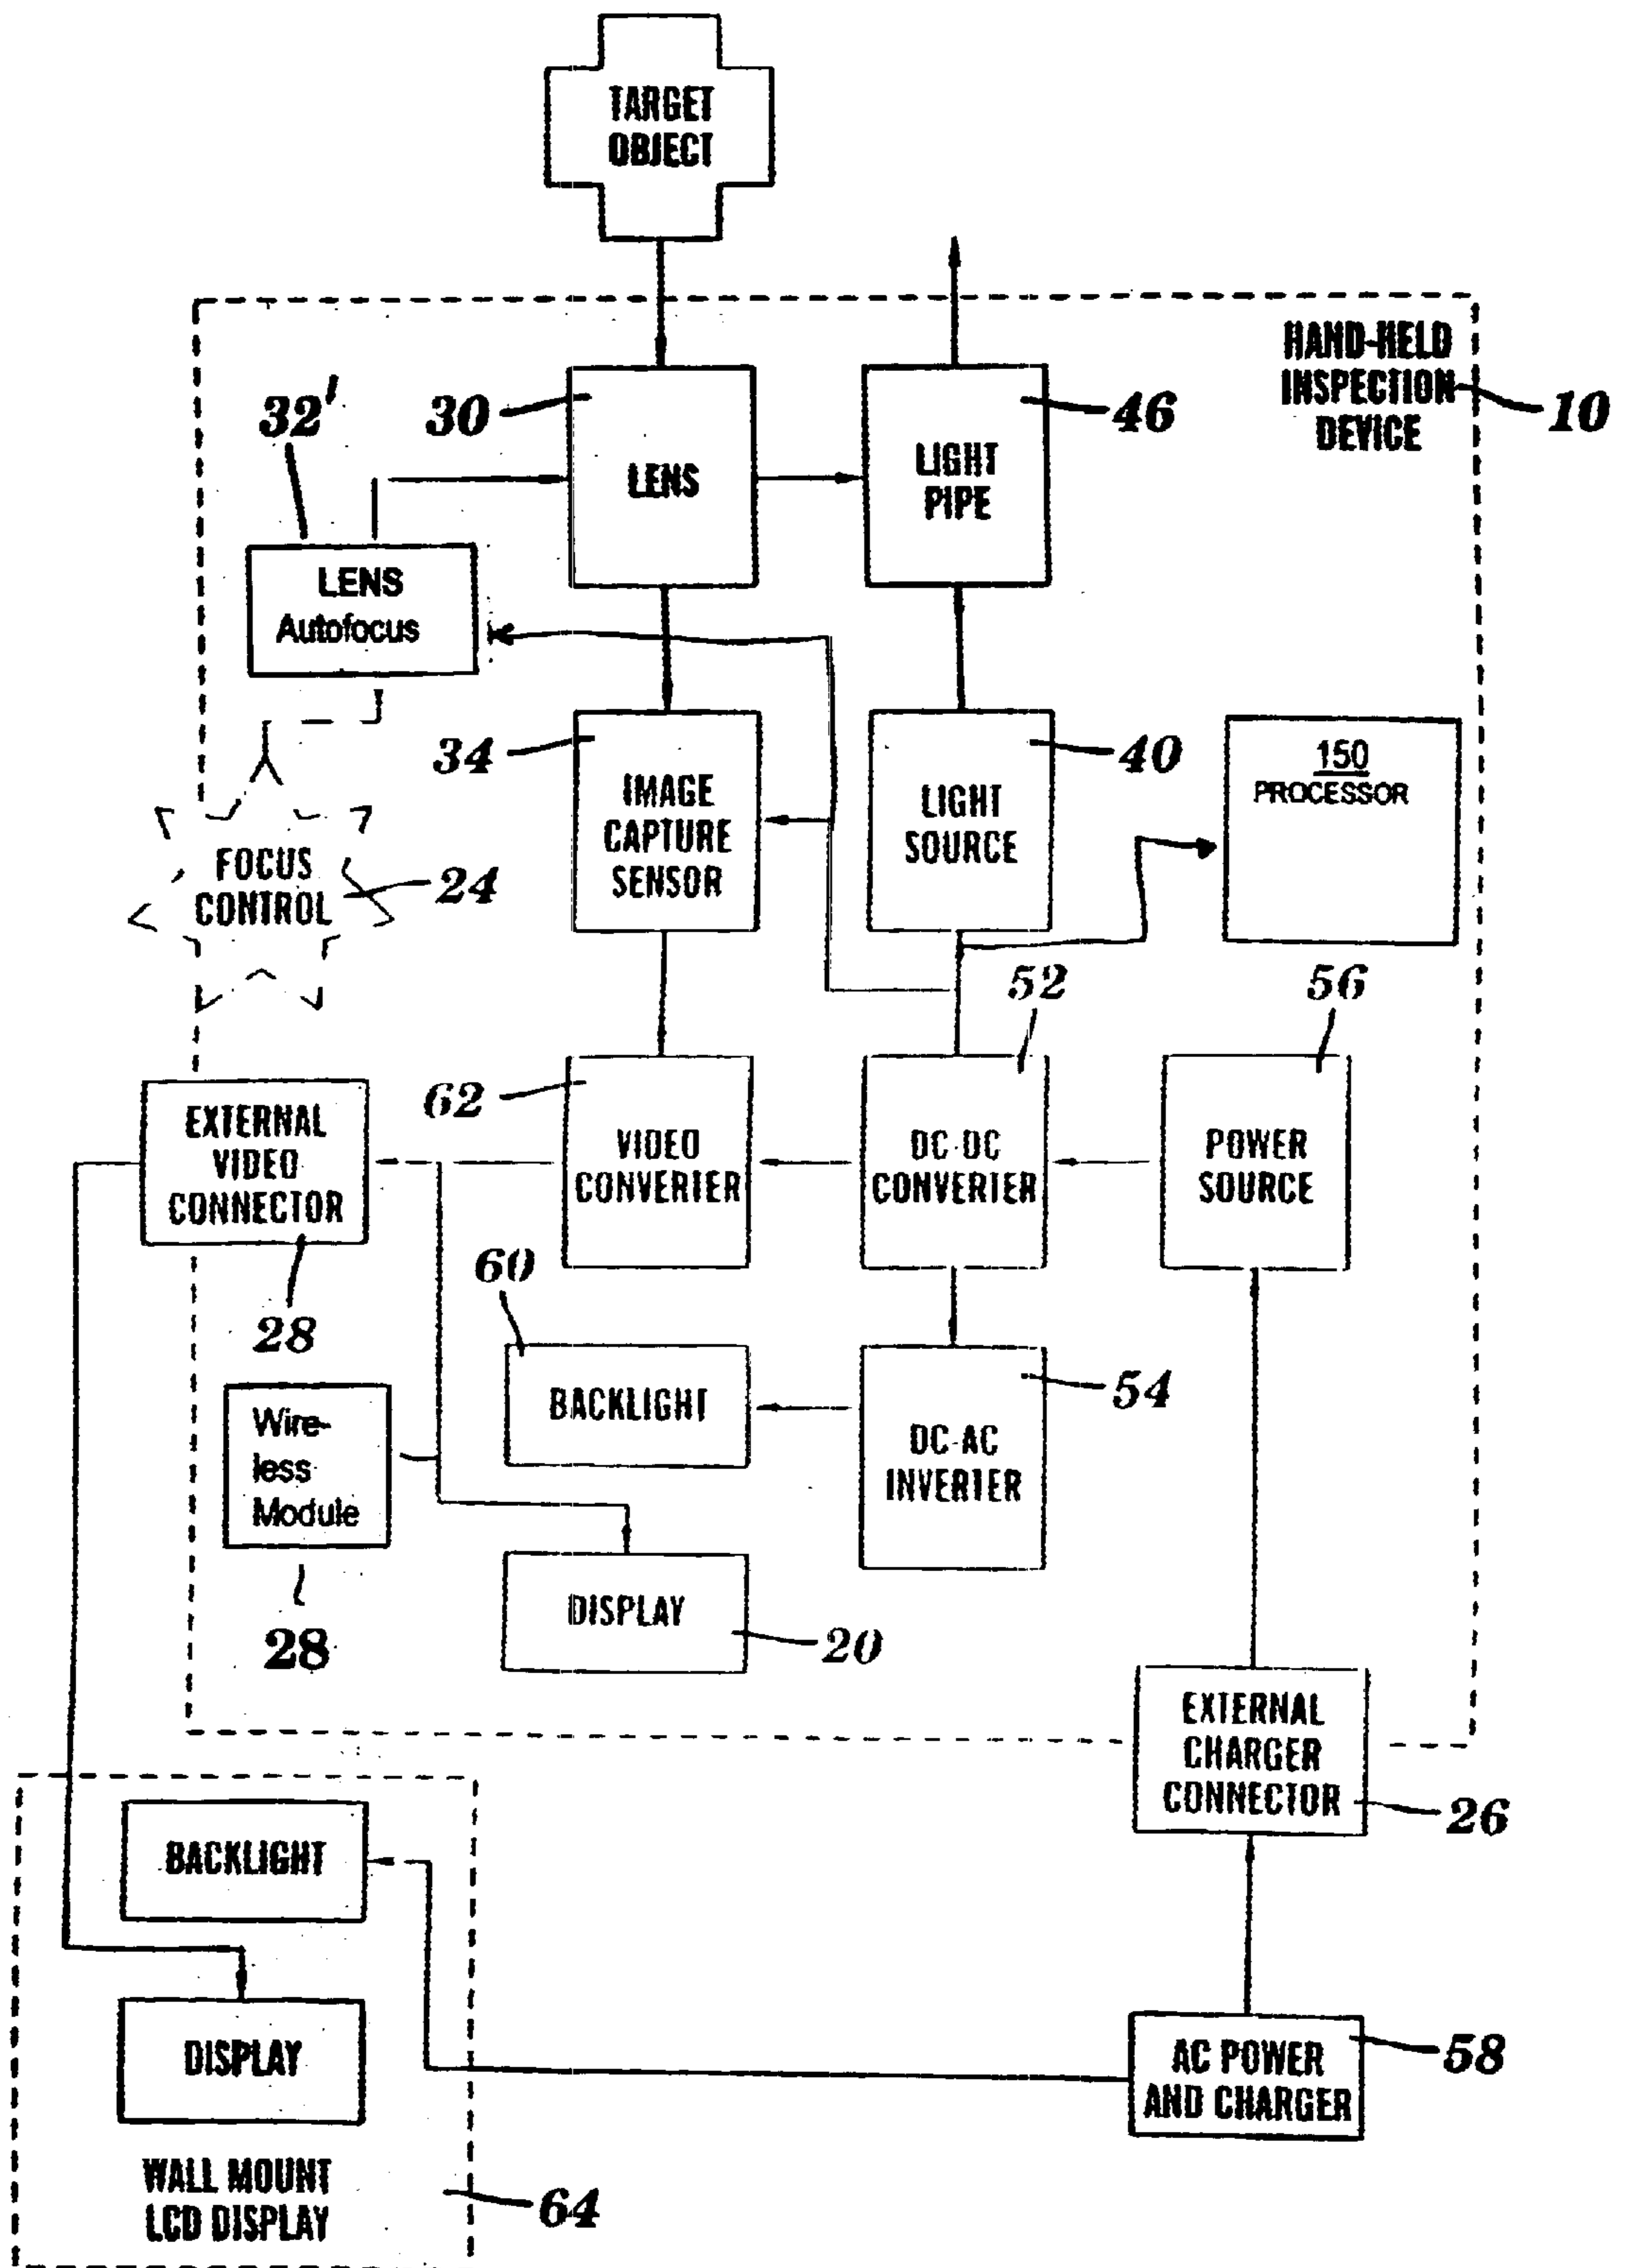 TARGET
OBJECT
HAND-HELD
INSPECTION
DEVICE
10
32'
30
LENS
46
LIGHT
PIPE
LENS
Autofocus
34
IMAGE
CAPTURE
SENSOR
40
LIGHT
SOURCE
150
PROCESSOR
FOCUS
CONTROL
24
52
56
62
EXTERNAL
VIDEO
CONNECTOR
28
VIDEO
CONVERTER
DC-DC
CONVERTER
POWER
SOURCE
60
BACKLIGHT
54
DC-AC
INVERTER
Wire-
less
Module
28
DISPLAY
20
EXTERNAL
CHARGER
CONNECTOR
26
BACKLIGHT
DISPLAY
WALL MOUNT
LCD DISPLAY
64
AC POWER
AND CHARGER
58